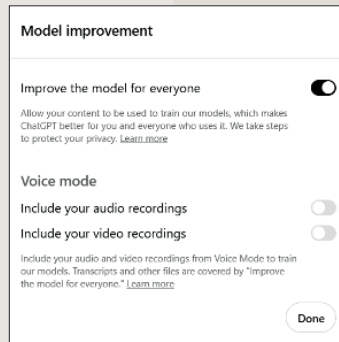 Model improvement
Improve the model for everyone
Allow your content to be used to train our models, which makes
ChatGPT better for you and everyone who uses it. We take steps
to protect your privacy. Learn more
Voice mode
Include your audio recordings
Include your video recordings
Include your audio and video recordings from Voice Mode to train
our models. Transcripts and other files are covered by "Improve
the model for everyone." Learn more
Done